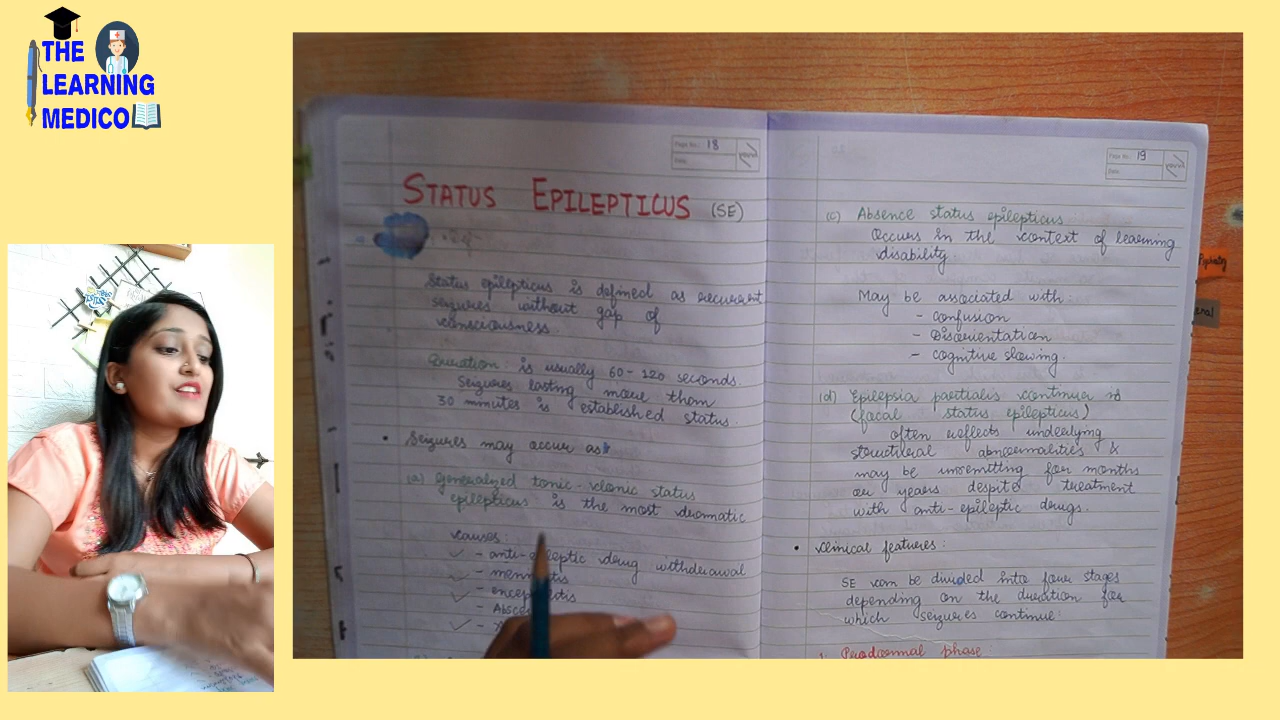 THE
LEARNING
MEDICO
Page No.: 18
Date:
STATUS EPILEPTICUS (SE)
Status epilepticus is defined as recurrent
seizures without gap of
consciousness.
Duration: is usually 60-120 seconds.
Seizures lasting more than
30 minutes is established status.
• Seizures may occur as
(a) Generalized tonic-clonic status
epilepticus is the most dramatic
causes:
- anti-epileptic drug withdrawal
- meningitis
- encephalitis
Page No.: 19
Date:
(c) Absence status epilepticus
occurs in the context of learning
disability.
May be associated with:
- confusion
- Disorientation
- cognitive slowing.
(d) Epilepsia partialis continua is
(focal status epilepticus)
often reflects underlying
structural abnormalities &
may be unremitting for months
or years despite treatment
with anti-epileptic drugs.
• clinical features:
SE can be divided into four stages
depending on the duration for
which seizures continue:
1. Prodromal phase: